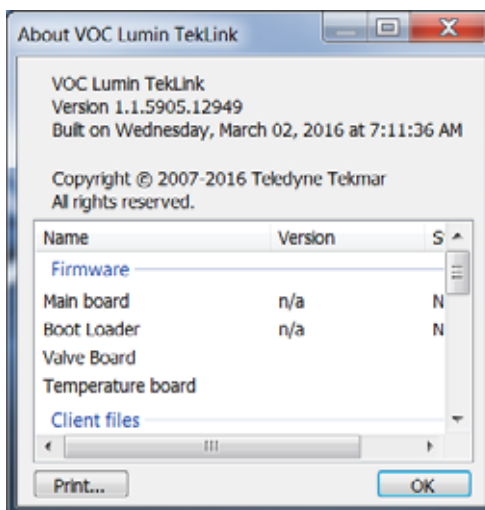 About VOC Lumin TekLink
VOC Lumin TekLink
Version 1.1.5905.12949
Built on Wednesday, March 02, 2016 at 7:11:36 AM
Copyright © 2007-2016 Teledyne Tekmar
All rights reserved.
Name Version S
Firmware
Main board n/a N
Boot Loader n/a N
Valve Board
Temperature board
Client files
Print... OK